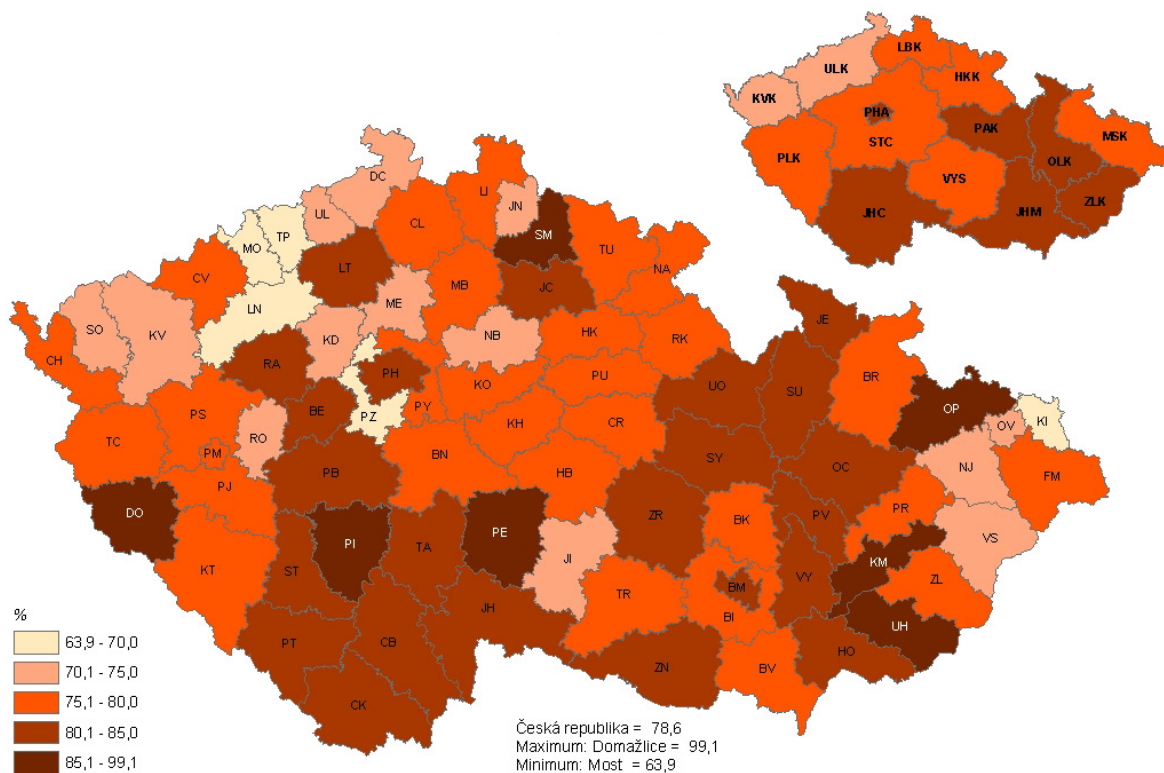 LBK
ULK
HKK
KVK
PHA
PAK
MSK
STC
PLK
OLK
VYS
ZLK
JHC
JHM
DC
LI
JN
UL
CL
SM
TP
MO
TU
LT
NA
CV
MB
JC
ME
LN
SO
KV
KD
NB
HK
JE
CH
RA
PH
RK
BR
KO
PU
UO
SU
OP
BE
PZ
PY
KI
PS
KH
CR
OV
TC
RO
PM
BN
SY
OC
NJ
PB
HB
FM
PJ
DO
ZR
PV
PR
BK
PI
PE
TA
JI
VS
KM
KT
ST
VY
ZL
BM
TR
JH
BI
UH
PT
CB
HO
ZN
BV
CK
%
63,9 - 70,0
70,1 - 75,0
75,1 - 80,0
80,1 - 85,0
85,1 - 99,1
Česká republika = 78,6
Maximum: Domažlice = 99,1
Minimum: Most = 63,9